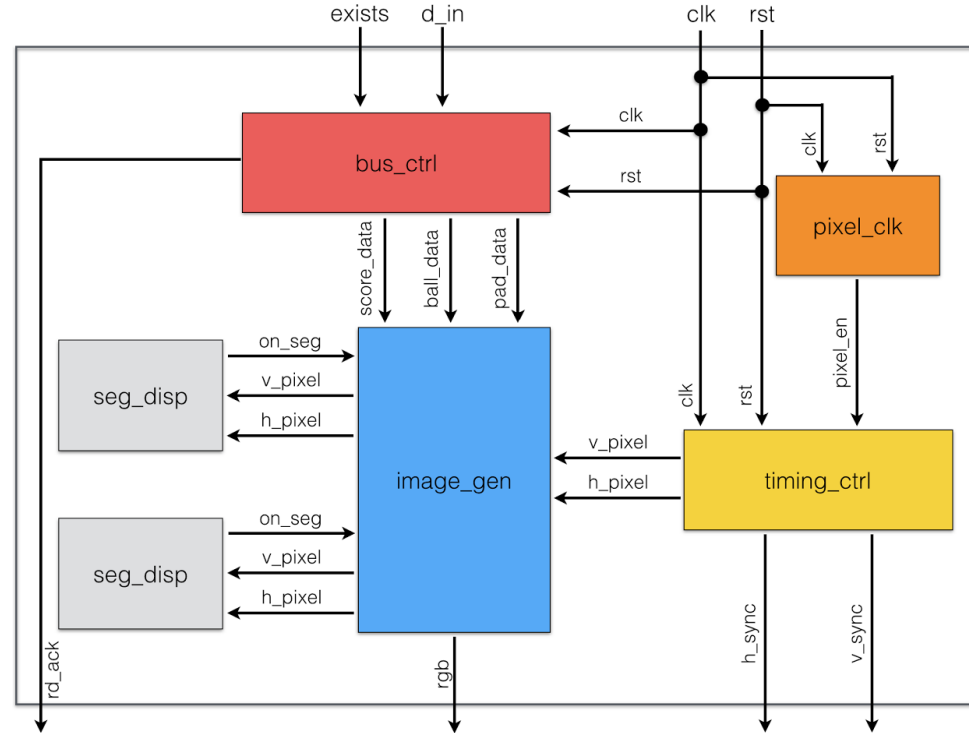 exists
d_in
clk
rst
clk
rst
bus_ctrl
clk
rst
pixel_clk
score_data
ball_data
pad_data
pixel_en
seg_disp
on_seg
v_pixel
h_pixel
image_gen
v_pixel
h_pixel
clk
rst
timing_ctrl
seg_disp
on_seg
v_pixel
h_pixel
rd_ack
rgb
h_sync
v_sync